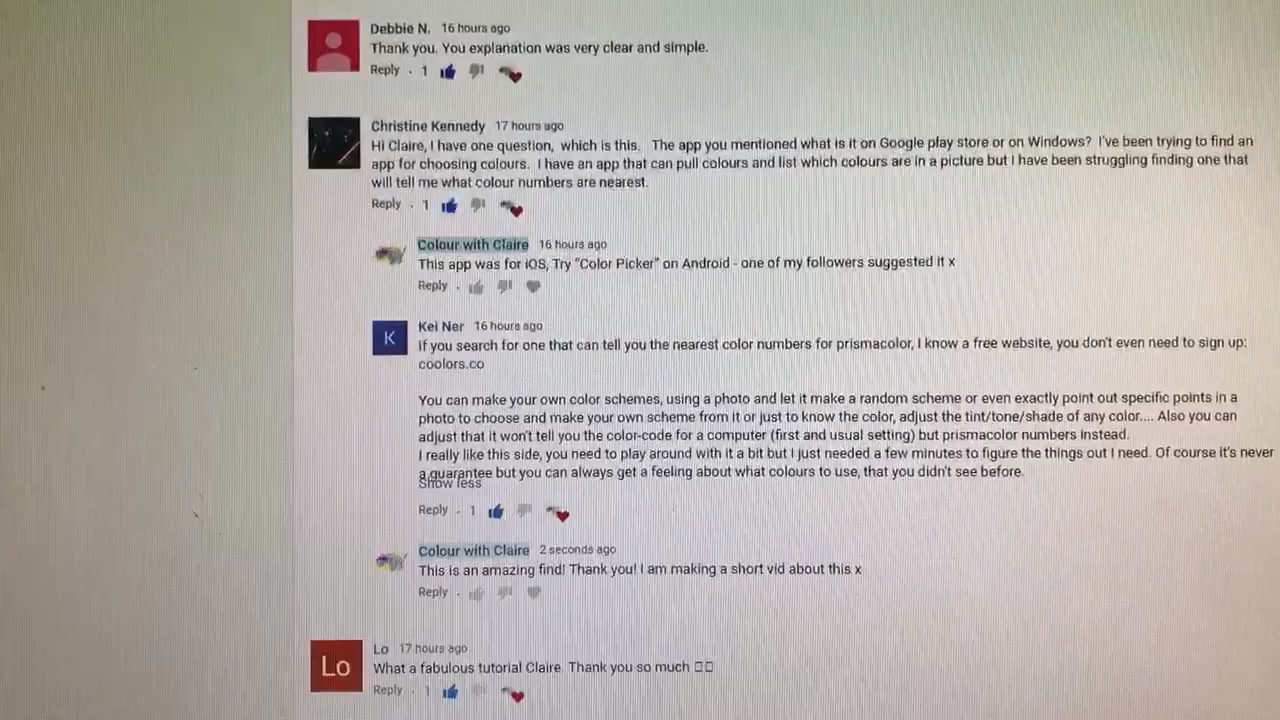 Debbie N. 16 hours ago
Thank you. You explanation was very clear and simple.
Reply · 1
Christine Kennedy 17 hours ago
Hi Claire, I have one question, which is this. The app you mentioned what is it on Google play store or on Windows? I've been trying to find an
app for choosing colours. I have an app that can pull colours and list which colours are in a picture but I have been struggling finding one that
will tell me what colour numbers are nearest.
Reply · 1
Colour with Claire 16 hours ago
This app was for iOS, Try "Color Picker" on Android - one of my followers suggested it x
Reply ·
K
Kei Ner 16 hours ago
If you search for one that can tell you the nearest color numbers for prismacolor, I know a free website, you don't even need to sign up:
coolors.co
You can make your own color schemes, using a photo and let it make a random scheme or even exactly point out specific points in a
photo to choose and make your own scheme from it or just to know the color, adjust the tint/tone/shade of any color.... Also you can
adjust that it won't tell you the color-code for a computer (first and usual setting) but prismacolor numbers instead.
I really like this side, you need to play around with it a bit but I just needed a few minutes to figure the things out I need. Of course it's never
a guarantee but you can always get a feeling about what colours to use, that you didn't see before.
Show less
Reply · 1
Colour with Claire 2 seconds ago
This is an amazing find! Thank you! I am making a short vid about this x
Reply ·
Lo
Lo 17 hours ago
What a fabulous tutorial Claire. Thank you so much
Reply · 1